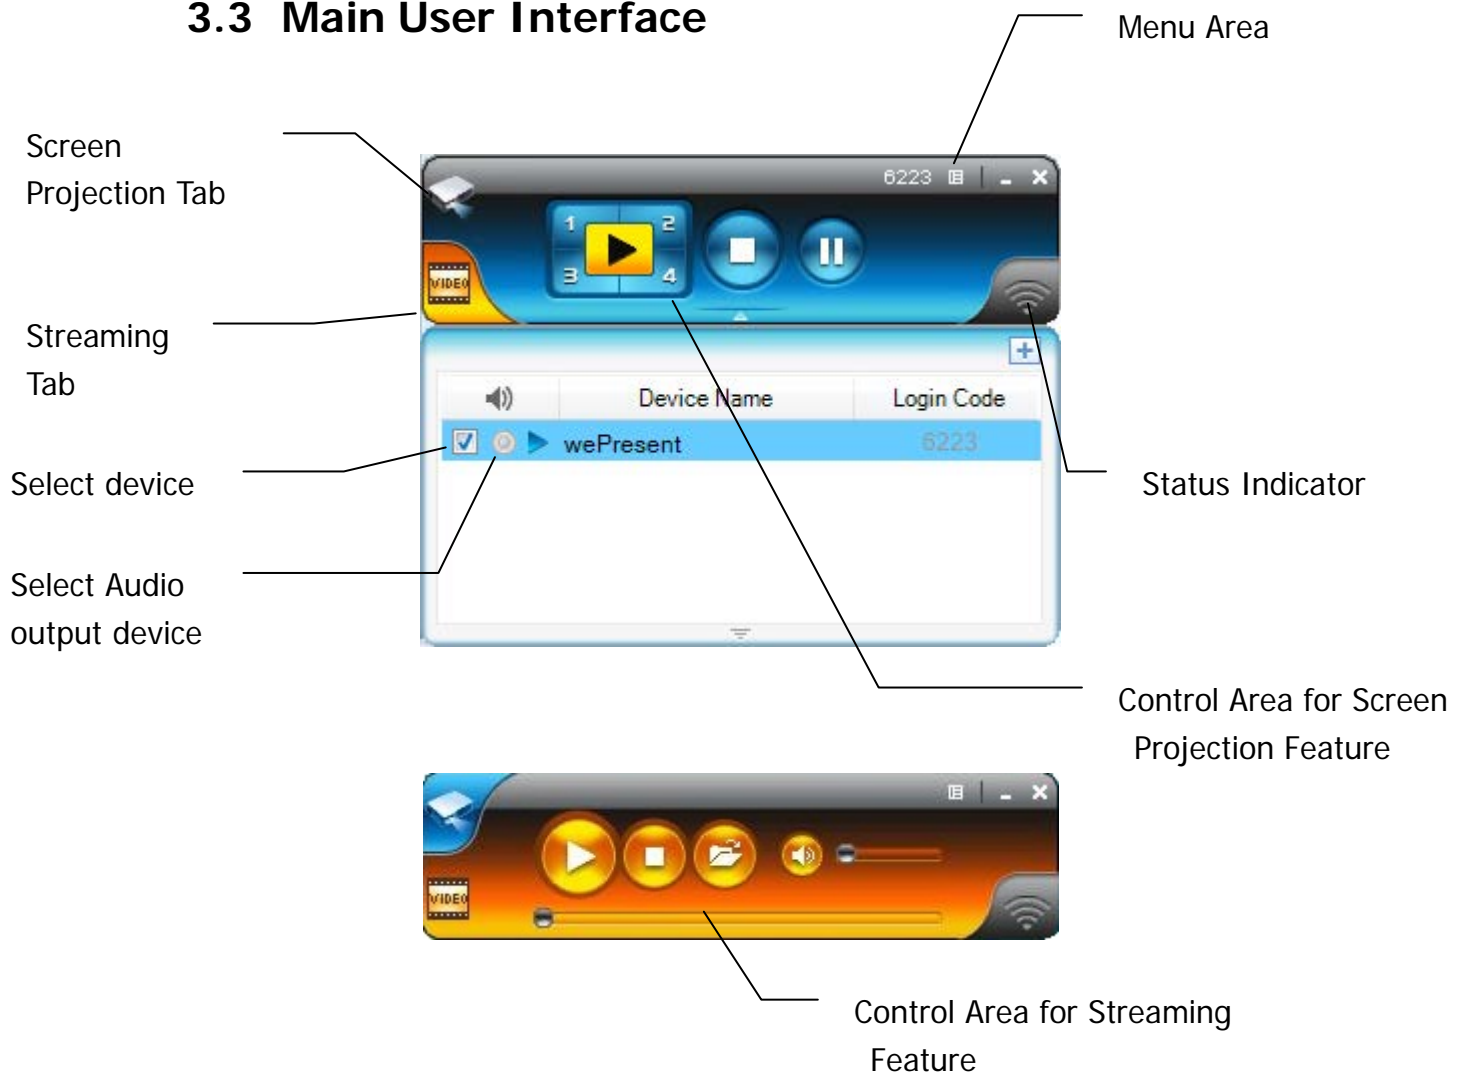 3.3 Main User Interface
Menu Area
Screen
Projection Tab
6223
1 2
3 4
VIDEO
Streaming
Tab
Device Name Login Code
wePresent 6223
Select device
Status Indicator
Select Audio
output device
Control Area for Screen
Projection Feature
VIDEO
Control Area for Streaming
Feature